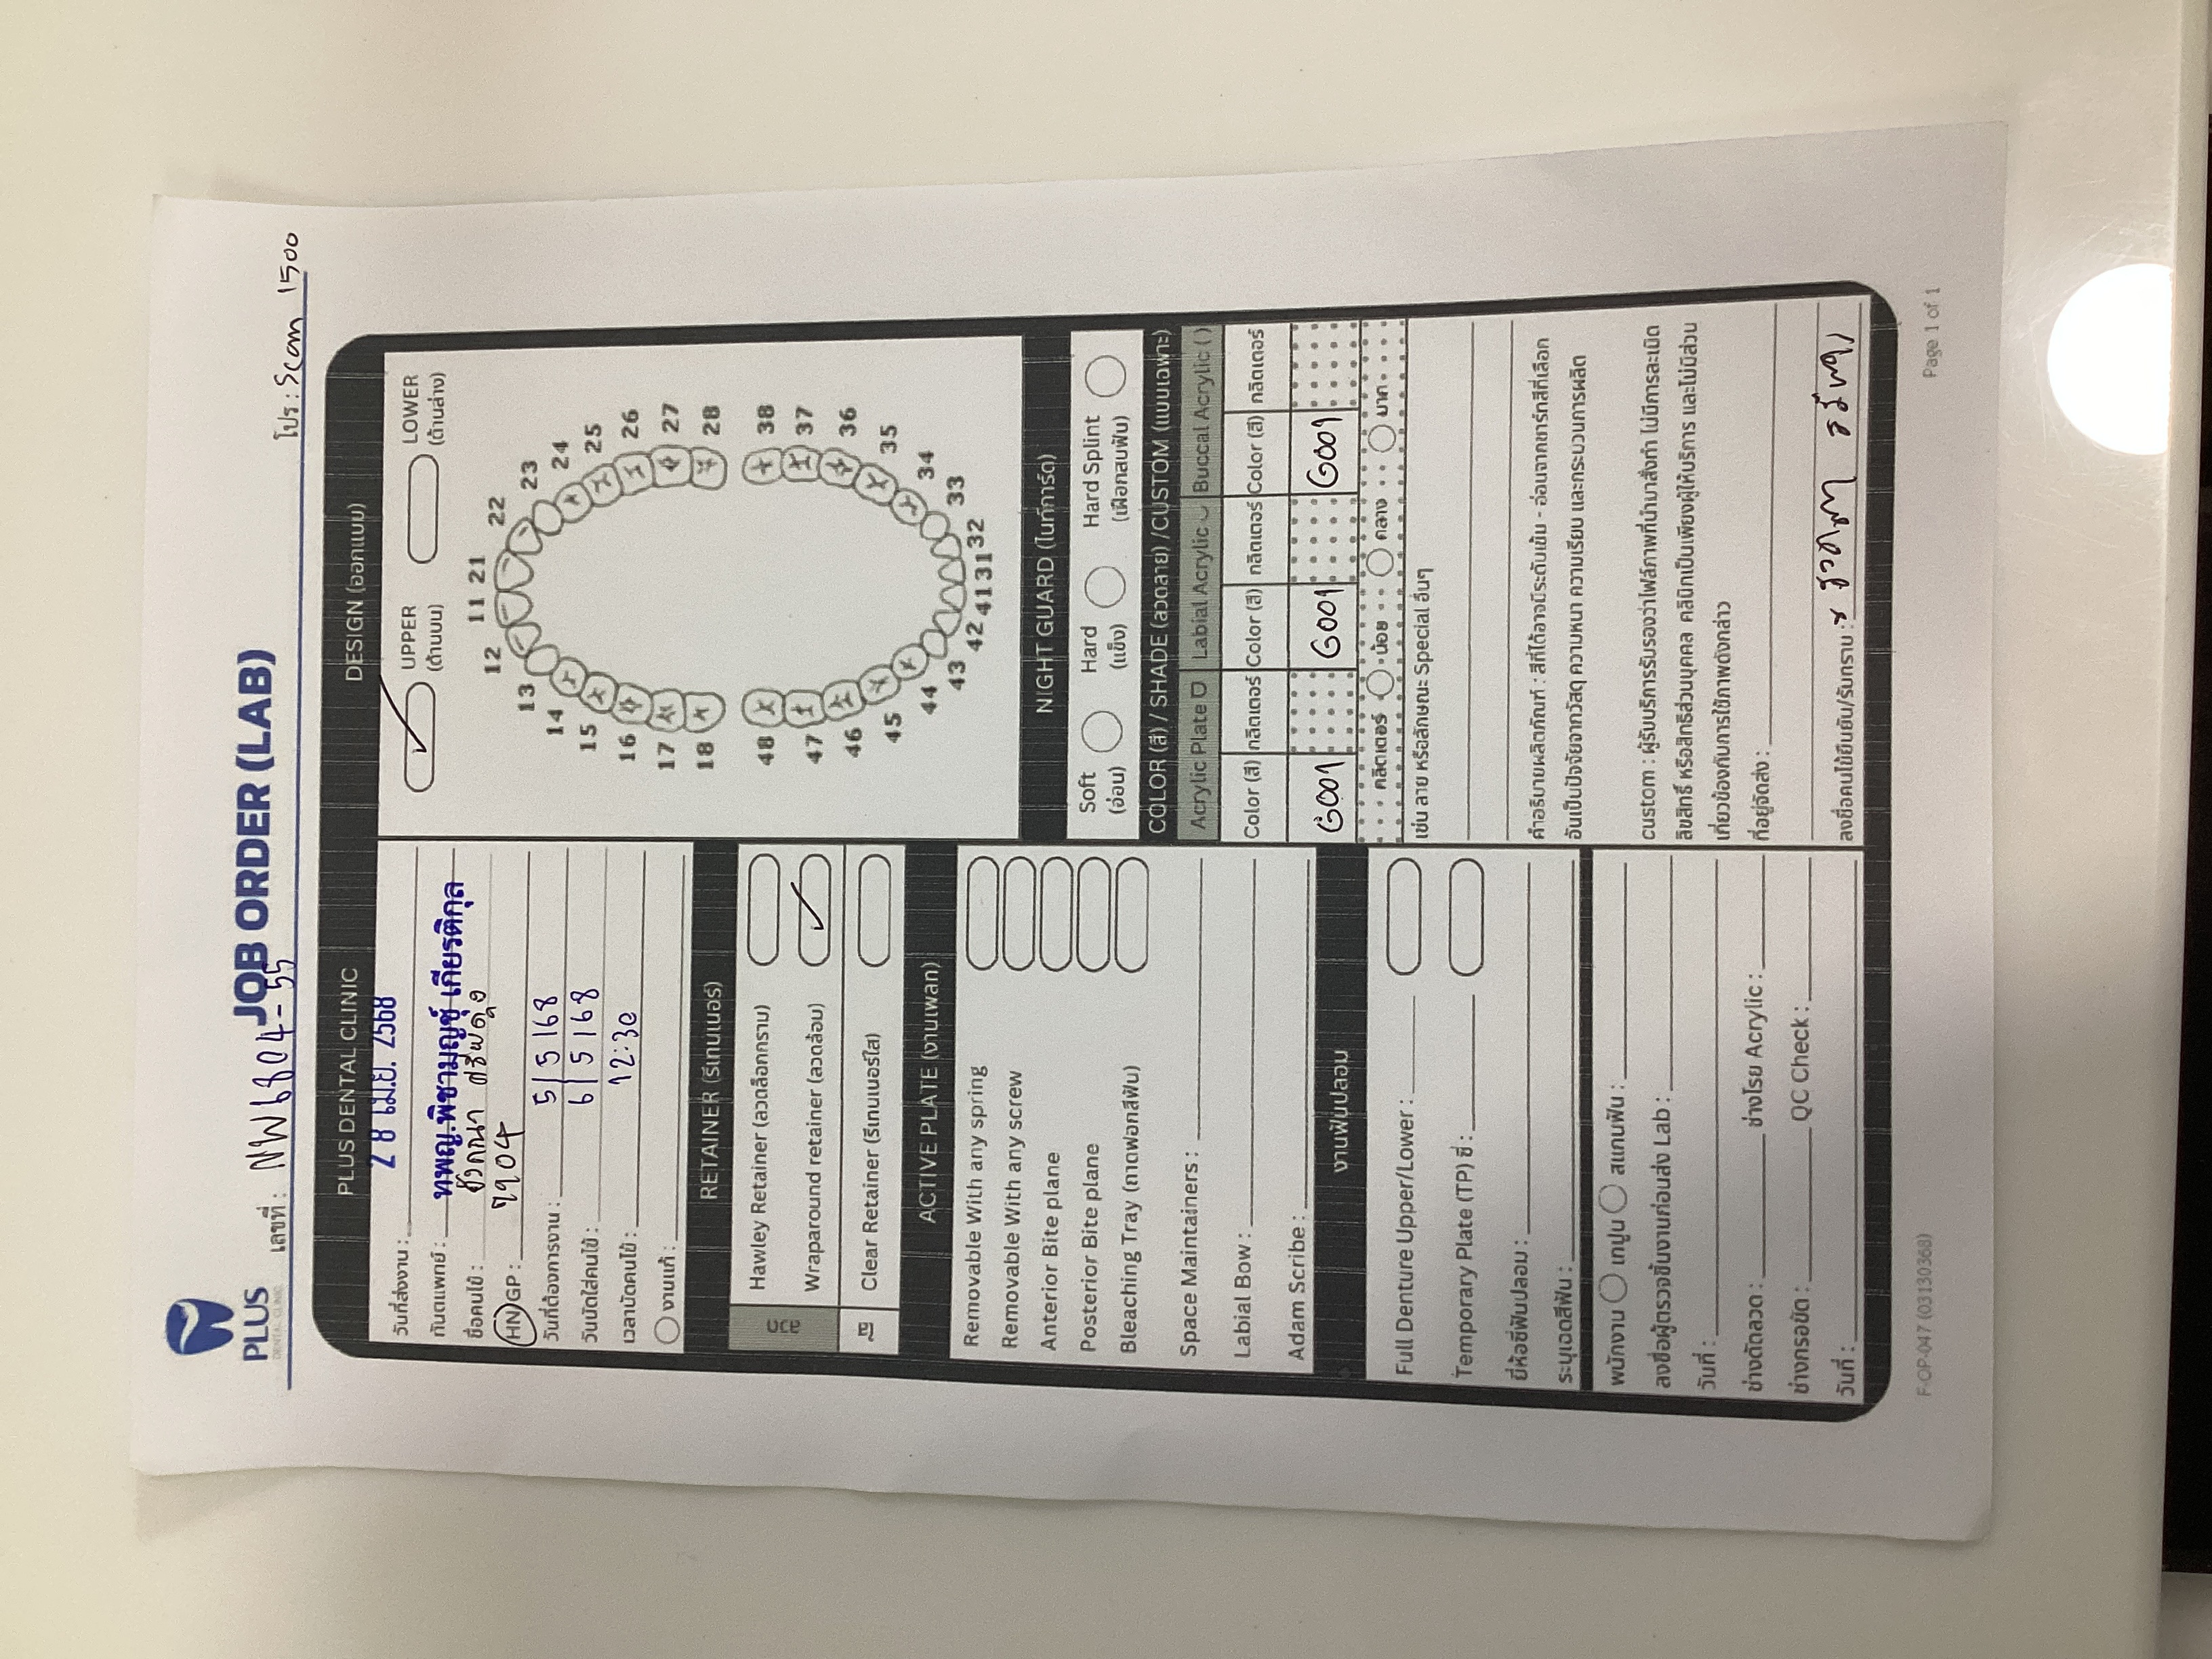 PLUS
DENTAL CLINIC
JOB ORDER (LAB)
เลขที่ : NW6804-55
โปร : Scan 1500
PLUS DENTAL CLINIC
วันที่ส่งงาน : 28 เม.ย. 2568
ทันตแพทย์ : ทพญ.พิชามญชุ์ เกียรติกุล
ชื่อคนไข้ :
HN/GP : 7904
วันที่ต้องการงาน : 5/5/68
วันนัดใส่คนไข้ : 6/5/68
เวลานัดคนไข้ : 12:30
งานแก้ :
RETAINER (รีเทนเนอร์)
ลวด
Hawley Retainer (ลวดล็อกกราม)
Wraparound retainer (ลวดล้อม)
ใส
Clear Retainer (รีเทนเนอร์ใส)
ACTIVE PLATE (งานเพลท)
Removable With any spring
Removable With any screw
Anterior Bite plane
Posterior Bite plane
Bleaching Tray (ถาดฟอกสีฟัน)
Space Maintainers :
Labial Bow :
Adam Scribe :
งานฟันปลอม
Full Denture Upper/Lower :
Temporary Plate (TP) ซี่ :
ยี่ห้อซี่ฟันปลอม :
ระบุเฉดสีฟัน :
พนักงาน เทปูน สแกนฟัน :
ลงชื่อผู้ตรวจชิ้นงานก่อนส่ง Lab :
วันที่ :
ช่างดัดลวด : ช่างโรย Acrylic :
ช่างกรอขัด : QC Check :
วันที่ :
DESIGN (ออกแบบ)
UPPER LOWER
(ด้านบน) (ด้านล่าง)
11 21
12 22
13 23
14 24
15 25
16 26
17 27
18 28
48 38
47 37
46 36
45 35
44 34
43 33
42 41 31 32
NIGHT GUARD (ไนท์การ์ด)
Soft Hard Hard Splint
(อ่อน) (แข็ง) (เฝือกสบฟัน)
COLOR (สี) / SHADE (ลวดลาย) /CUSTOM (แบบเฉพาะ)
Acrylic Plate Labial Acrylic Buccal Acrylic ( )
Color (สี) กลิตเตอร์ Color (สี) กลิตเตอร์ Color (สี) กลิตเตอร์
G001 G001 G001
คลิตเตอร์ น้อย กลาง มาก
เช่น ลาย หรือลักษณะ Special อื่นๆ
คำอธิบายผลิตภัณฑ์ : สีที่ได้อาจมีระดับเข้ม - อ่อนจากชาร์ทสีที่เลือก
อันเป็นปัจจัยจากวัสดุ ความหนา ความเรียบ และกระบวนการผลิต
custom : ผู้รับบริการรับรองว่าไฟล์ภาพที่นำมาสั่งทำ ไม่มีการละเมิด
ลิขสิทธิ์ หรือสิทธิส่วนบุคคล คลินิกเป็นเพียงผู้ให้บริการ และไม่มีส่วน
เกี่ยวข้องกับการใช้ภาพดังกล่าว
ที่อยู่จัดส่ง :
ลงชื่อคนไข้ยืนยัน/รับทราบ :
F-OP-047 (03130368)
Page 1 of 1